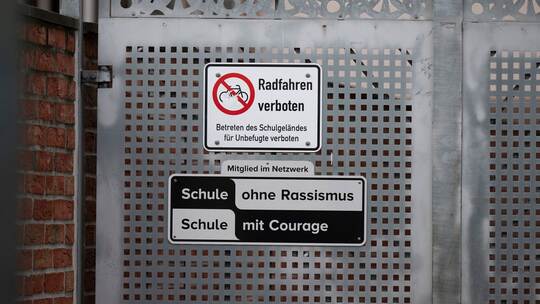 Radfahren
verboten
Betreten des Schulgeländes
für Unbefugte verboten
Mitglied im Netzwerk
Schule ohne Rassismus
Schule mit Courage